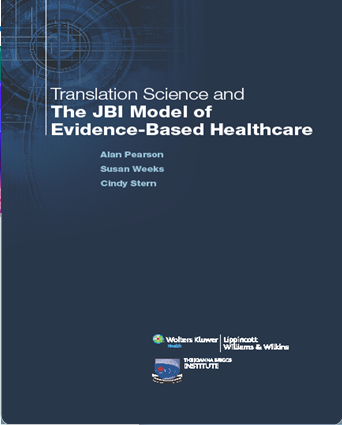 Translation Science and
The JBI Model of
Evidence-Based Healthcare
Alan Pearson
Susan Weeks
Cindy Stern
Wolters Kluwer
Health
Lippincott
Williams & Wilkins
THE JOANNA BRIGGS
INSTITUTE